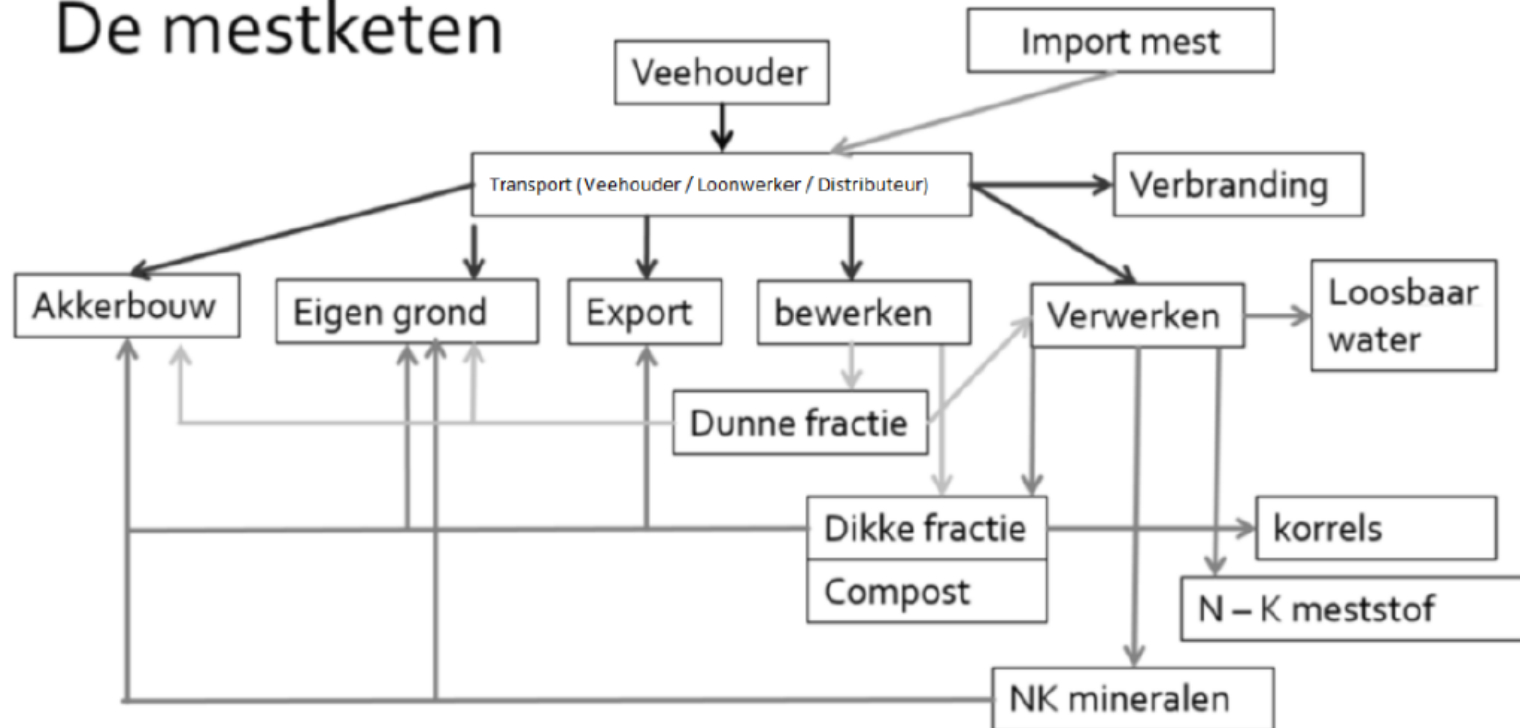 De mestketen
Import mest
Veehouder
Transport (Veehouder / Loonwerker / Distributeur)
Verbranding
Akkerbouw
Eigen grond
Export
bewerken
Verwerken
Loosbaar
water
Dunne fractie
Dikke fractie
korrels
Compost
N – K meststof
NK mineralen